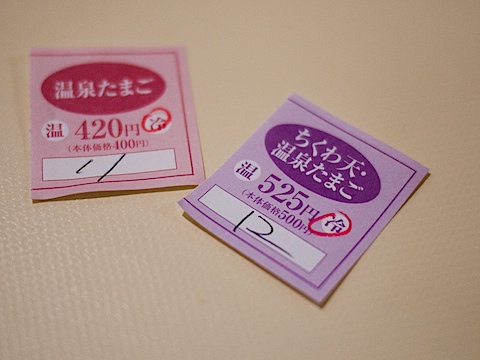 温泉たまご
温 420円 冷
(本体価格400円)
11
ちくわ天・
温泉たまご
温 525円 冷
(本体価格500円)
12